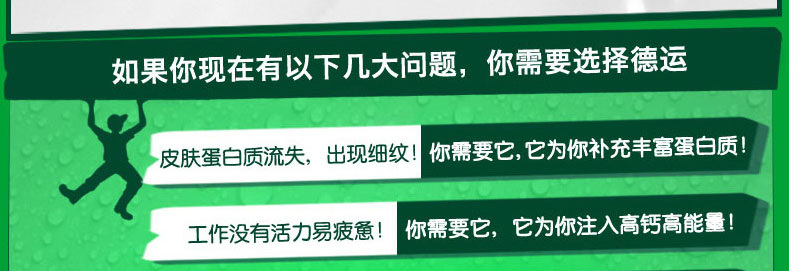 如果你现在有以下几大问题，你需要选择德运
皮肤蛋白质流失，出现细纹！你需要它，它为你补充丰富蛋白质！
工作没有活力易疲惫！你需要它，它为你注入高钙高能量！